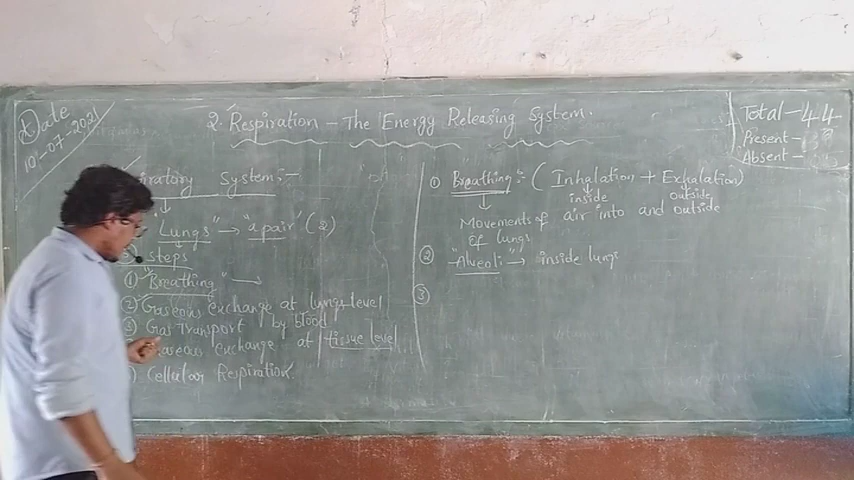 Date
10-07-2021
2. Respiration - The Energy Releasing System.
Total - 44
Present -
Absent -
iratory System :-
"Lungs" → "a pair" (2)
steps
① "Breathing" →
② Gaseous exchange at lungs level
③ Gas Transport by blood
aseous exchange at tissue level
Cellular Respiration.
① Breathing :- ( Inhalation + Exhalation)
inside outside
Movements of air into and outside
of lungs
② "Alveoli" → inside lungs
③